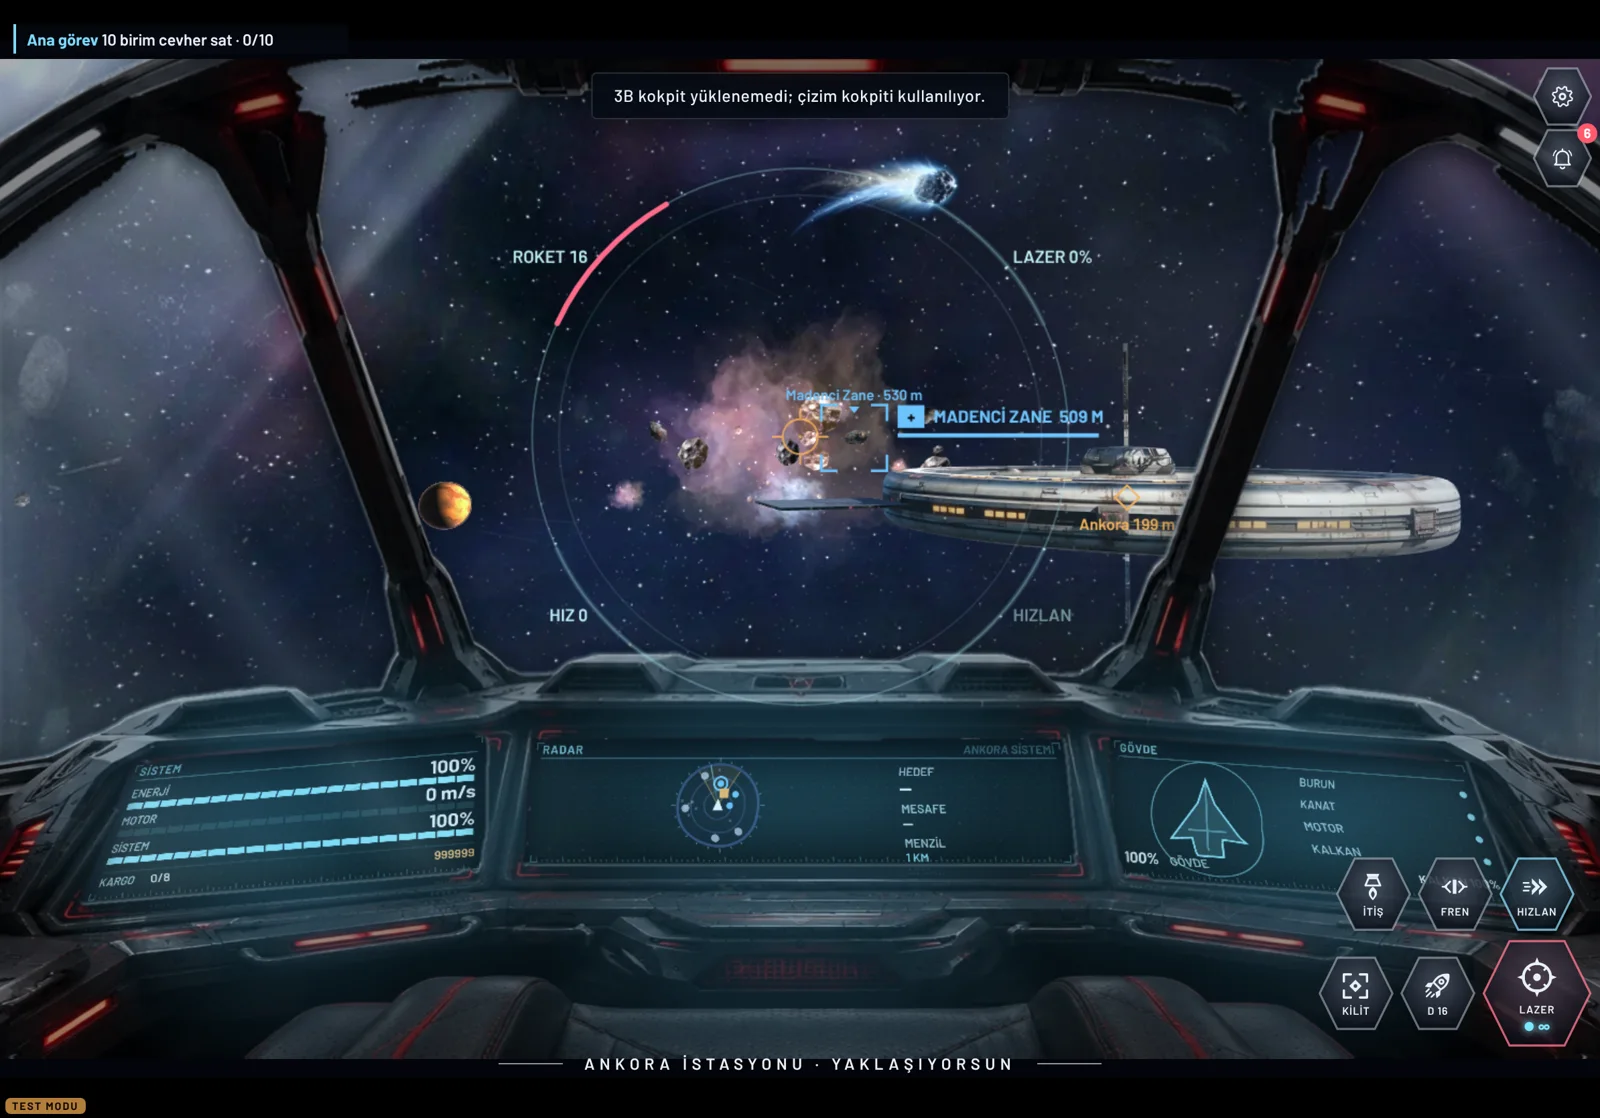 Ana görev 10 birim cevher sat · 0/10
3B kokpit yüklenemedi; çizim kokpiti kullanılıyor.
6
ROKET 16
LAZER 0%
Madenci Zane · 530 m
MADENCİ ZANE 509 M
Ankora 199 m
HIZ 0
HIZLAN
SİSTEM
100%
ENERJİ
0 m/s
MOTOR
100%
SİSTEM
999999
KARGO 0/8
RADAR
ANKORA SİSTEMİ
HEDEF
—
MESAFE
—
MENZİL
1 KM
GÖVDE
BURUN
KANAT
MOTOR
KALKAN
100% GÖVDE
İTİŞ
FREN
HIZLAN
KİLİT
D 16
LAZER
∞
ANKORA İSTASYONU · YAKLAŞIYORSUN
TEST MODU